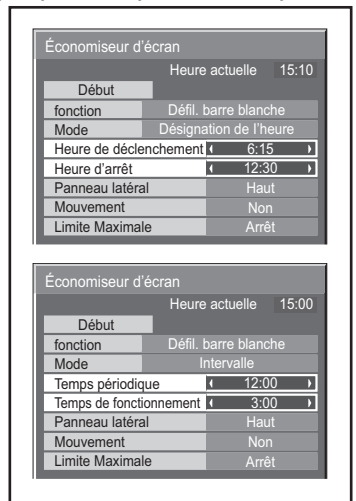 Économiseur d'écran
Heure actuelle 15:10
Début
fonction Défil. barre blanche
Mode Désignation de l'heure
Heure de déclenchement 6:15
Heure d'arrêt 12:30
Panneau latéral Haut
Mouvement Non
Limite Maximale Arrêt
Économiseur d'écran
Heure actuelle 15:00
Début
fonction Défil. barre blanche
Mode Intervalle
Temps périodique 12:00
Temps de fonctionnement 3:00
Panneau latéral Haut
Mouvement Non
Limite Maximale Arrêt